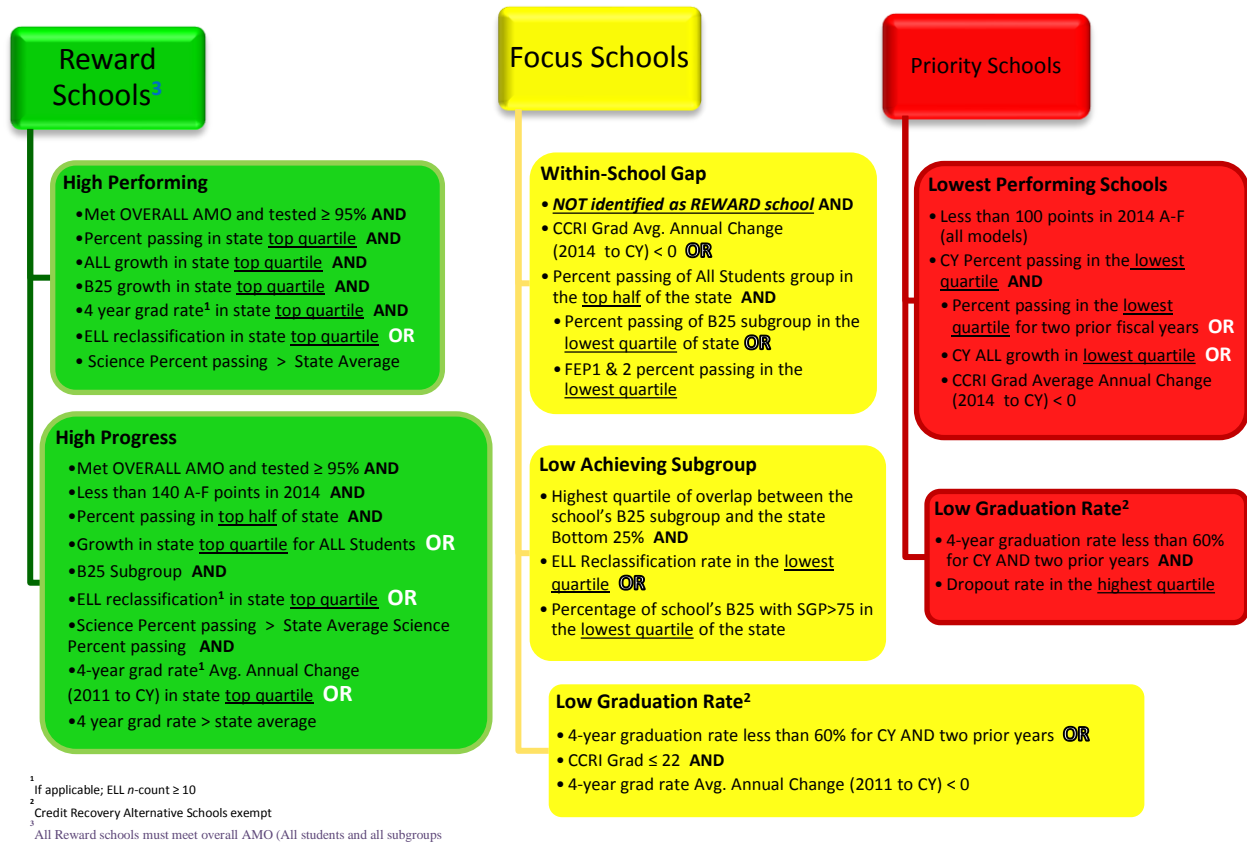 Reward
Schools³
High Performing
•Met OVERALL AMO and tested ≥ 95% AND
•Percent passing in state top quartile AND
•ALL growth in state top quartile AND
•B25 growth in state top quartile AND
•4 year grad rate¹ in state top quartile AND
•ELL reclassification in state top quartile OR
• Science Percent passing > State Average
High Progress
•Met OVERALL AMO and tested ≥ 95% AND
•Less than 140 A-F points in 2014 AND
•Percent passing in top half of state AND
•Growth in state top quartile for ALL Students OR
•B25 Subgroup AND
•ELL reclassification¹ in state top quartile OR
•Science Percent passing > State Average Science
Percent passing AND
•4-year grad rate¹ Avg. Annual Change
(2011 to CY) in state top quartile OR
•4 year grad rate > state average
Focus Schools
Within-School Gap
• NOT identified as REWARD school AND
• CCRI Grad Avg. Annual Change
(2014 to CY) < 0 OR
• Percent passing of All Students group in
the top half of the state AND
• Percent passing of B25 subgroup in the
lowest quartile of state OR
• FEP1 & 2 percent passing in the
lowest quartile
Low Achieving Subgroup
• Highest quartile of overlap between the
school's B25 subgroup and the state
Bottom 25% AND
• ELL Reclassification rate in the lowest
quartile OR
• Percentage of school's B25 with SGP>75 in
the lowest quartile of the state
Low Graduation Rate²
• 4-year graduation rate less than 60% for CY AND two prior years OR
• CCRI Grad ≤ 22 AND
• 4-year grad rate Avg. Annual Change (2011 to CY) < 0
Priority Schools
Lowest Performing Schools
• Less than 100 points in 2014 A-F
(all models)
• CY Percent passing in the lowest
quartile AND
• Percent passing in the lowest
quartile for two prior fiscal years OR
• CY ALL growth in lowest quartile OR
• CCRI Grad Average Annual Change
(2014 to CY) < 0
Low Graduation Rate²
• 4-year graduation rate less than 60%
for CY AND two prior years AND
• Dropout rate in the highest quartile
¹ If applicable; ELL n-count ≥ 10
² Credit Recovery Alternative Schools exempt
³ All Reward schools must meet overall AMO (All students and all subgroups